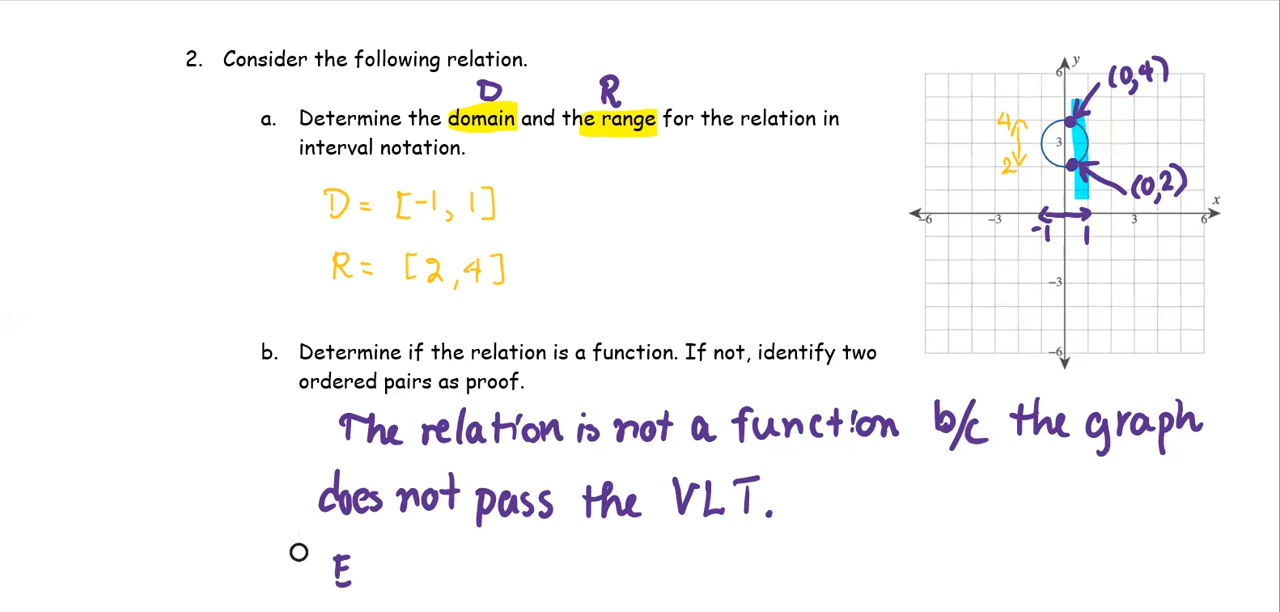 2. Consider the following relation.
D R
a. Determine the domain and the range for the relation in
interval notation.
D = [-1, 1]
R = [2, 4]
b. Determine if the relation is a function. If not, identify two
ordered pairs as proof.
The relation is not a function b/c the graph
does not pass the VLT.
E
y
6
(0,4)
4
3
2
(0,2)
x
-6 -3 3 6
-1 1
-3
-6